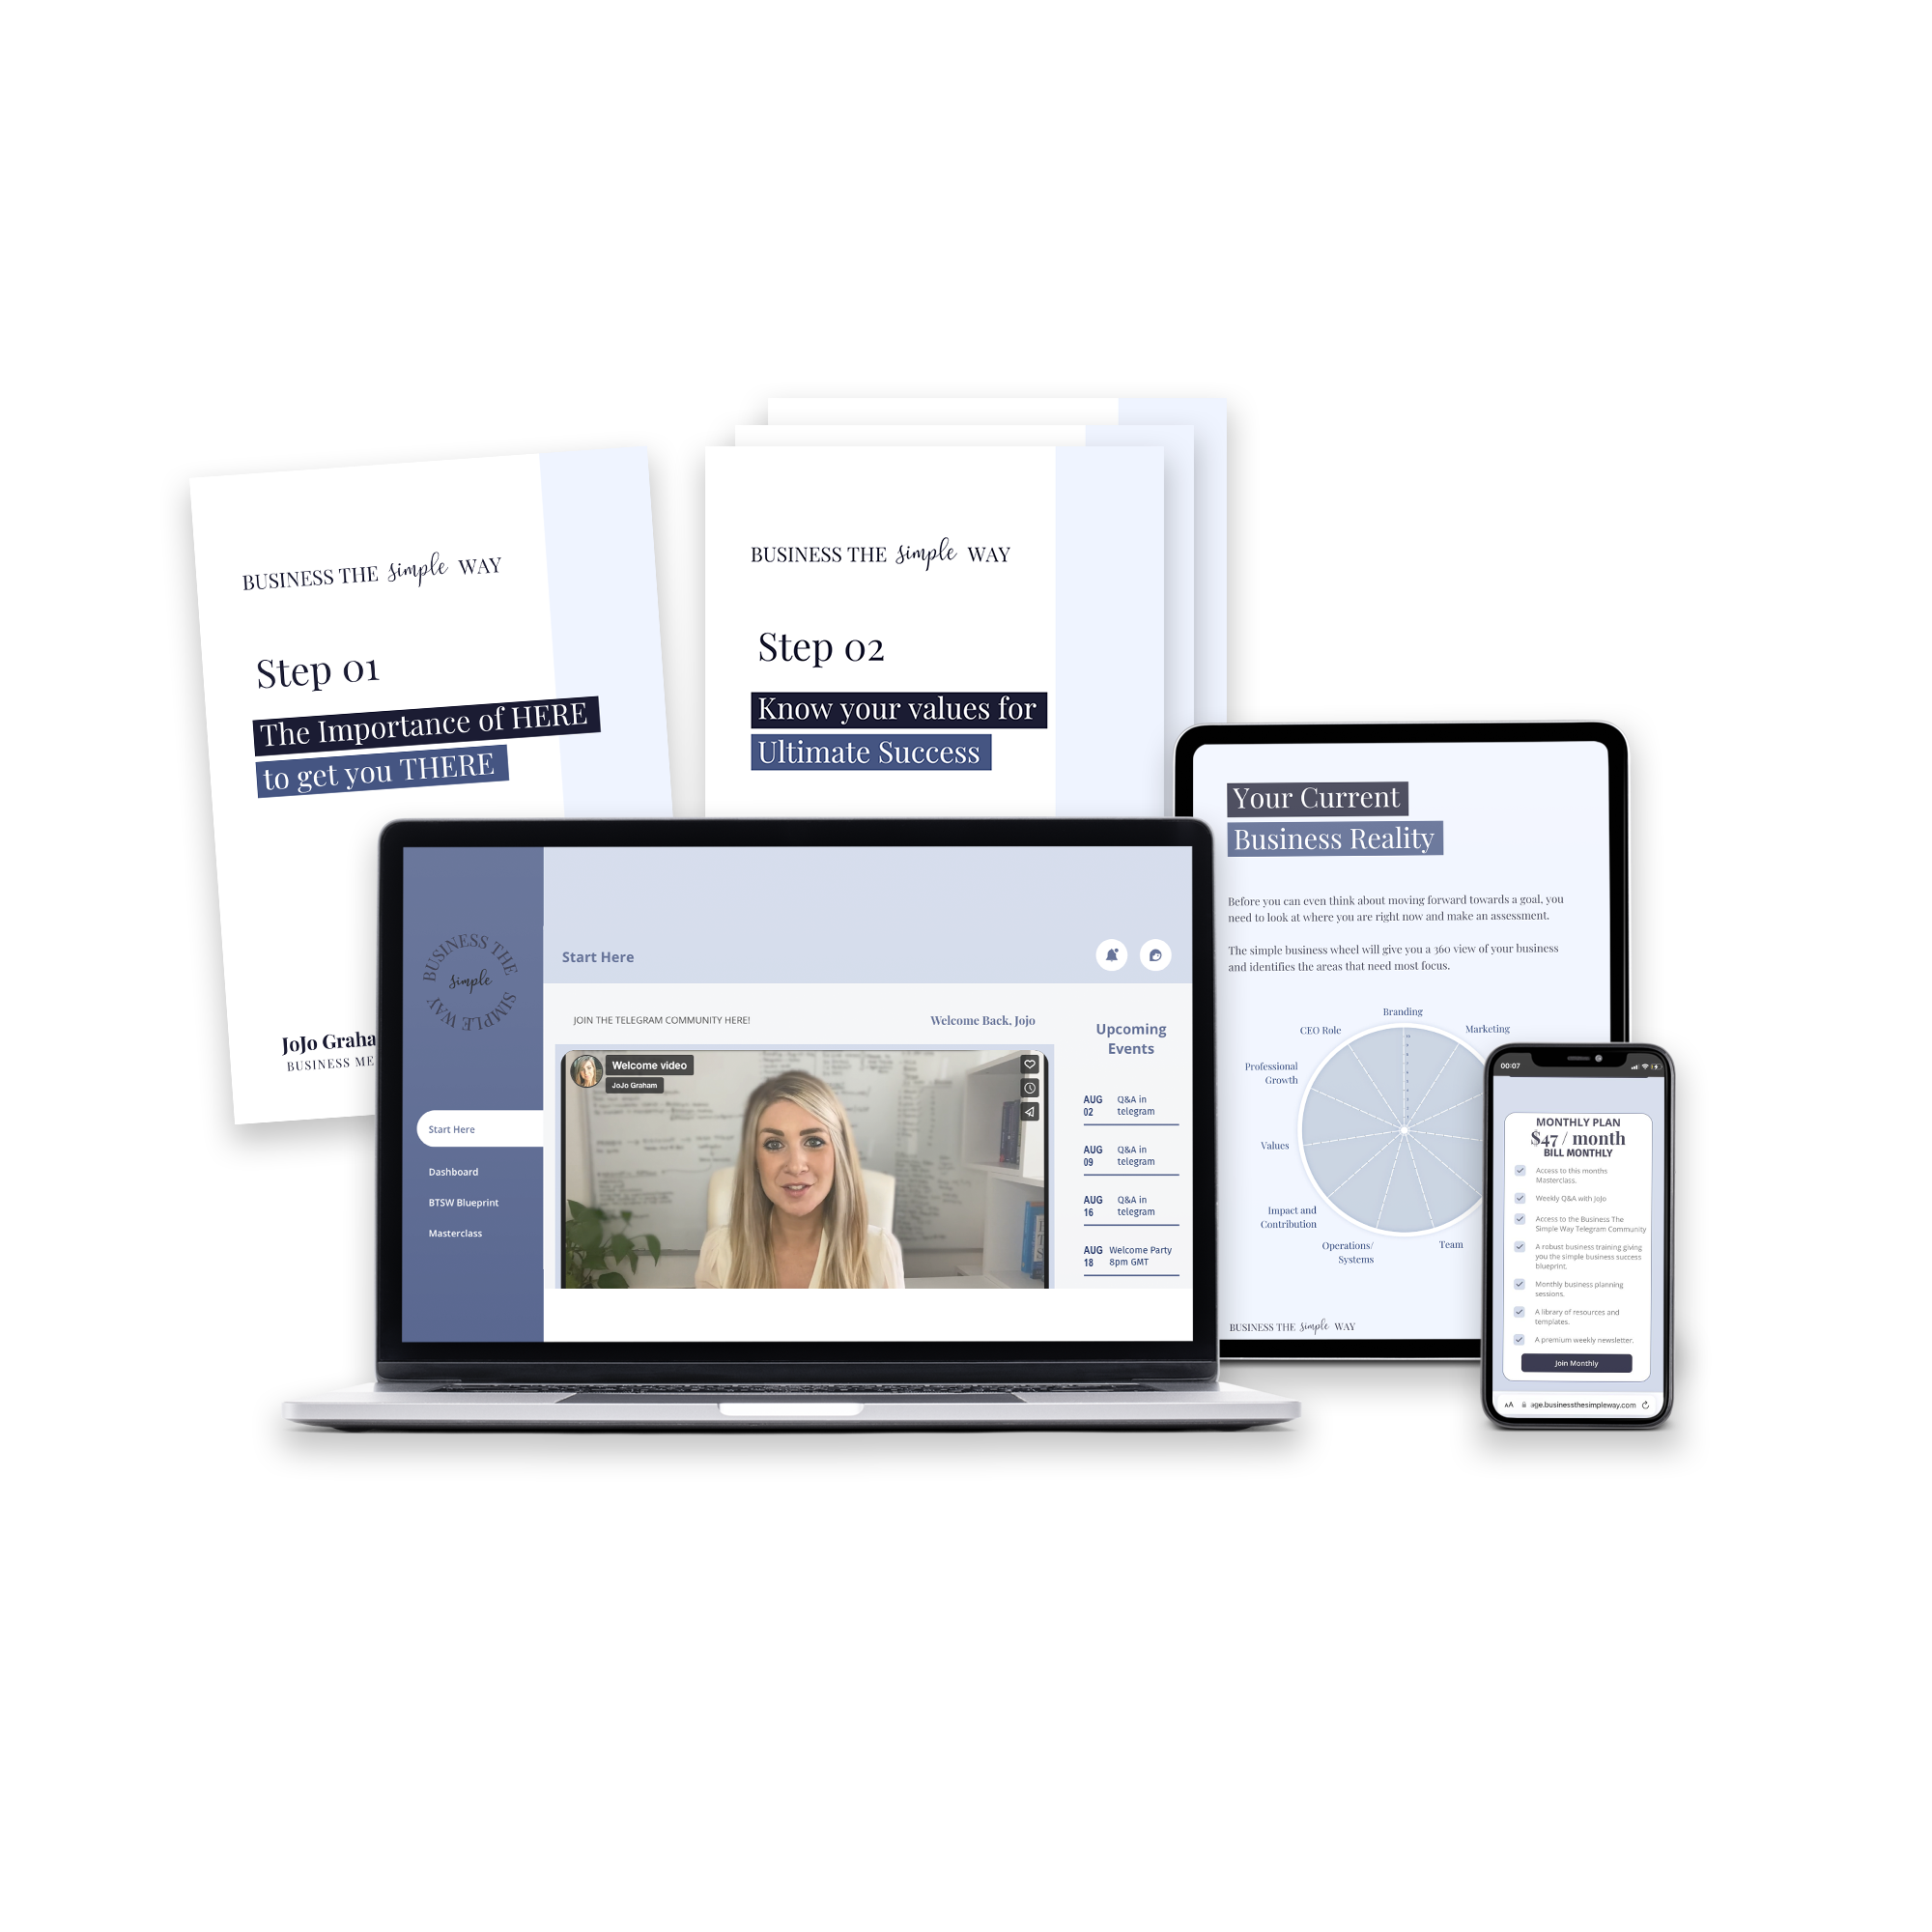 BUSINESS THE simple WAY
Step 01
The Importance of HERE
to get you THERE
JoJo Graha
BUSINESS ME
BUSINESS THE simple WAY
Step 02
Know your values for
Ultimate Success
BUSINESS THE
simple
SIMPLE WAY
Start Here
Dashboard
BTSW Blueprint
Masterclass
Start Here
JOIN THE TELEGRAM COMMUNITY HERE!
Welcome Back, Jojo
Welcome video
JoJo Graham
Upcoming
Events
AUG 02 Q&A in
telegram
AUG 09 Q&A in
telegram
AUG 16 Q&A in
telegram
AUG 18 Welcome Party
8pm GMT
Your Current
Business Reality
Before you can even think about moving forward towards a goal, you
need to look at where you are right now and make an assessment.
The simple business wheel will give you a 360 view of your business
and identifies the areas that need most focus.
Branding
CEO Role
Marketing
Professional
Growth
Values
Impact and
Contribution
Operations/
Systems
Team
BUSINESS THE simple WAY
00:07
MONTHLY PLAN
$47 / month
BILL MONTHLY
Access to this months
Masterclass.
Weekly Q&A with JoJo
Access to the Business The
Simple Way Telegram Community
A robust business training giving
you the simple business success
blueprint.
Monthly business planning
sessions.
A library of resources and
templates.
A premium weekly newsletter.
Join Monthly
AA age.businessthesimpleway.com